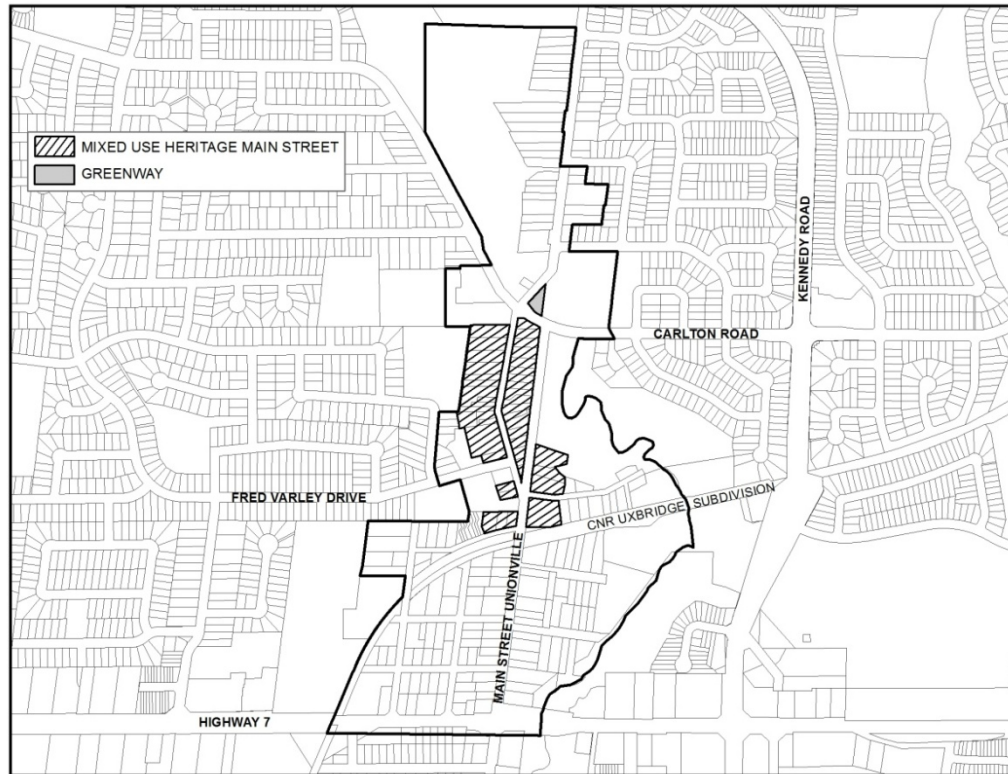 MIXED USE HERITAGE MAIN STREET
GREENWAY
KENNEDY ROAD
CARLTON ROAD
FRED VARLEY DRIVE
CNR UXBRIDGE SUBDIVISION
MAIN STREET UNIONVILLE
HIGHWAY 7